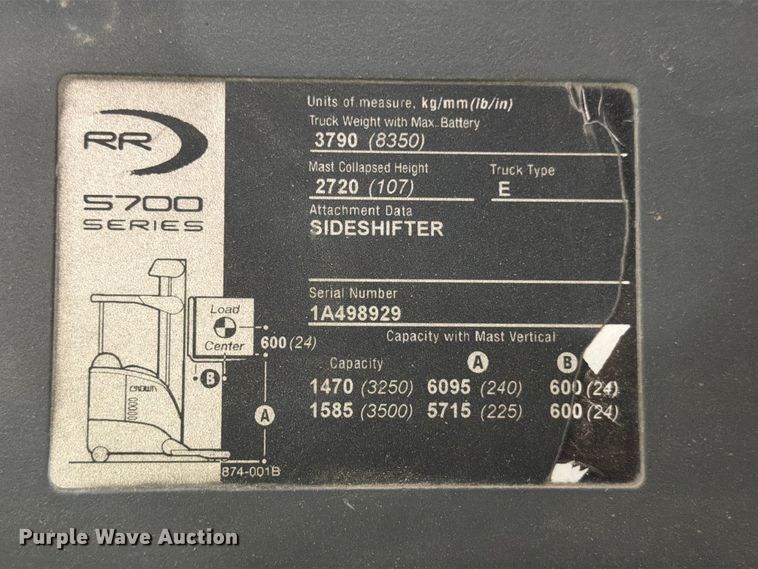 RR
5700
SERIES
Load
Center
600 (24)
B
A
CROWN
874-001B
Units of measure, kg/mm(lb/in)
Truck Weight with Max. Battery
3790 (8350)
Mast Collapsed Height Truck Type
2720 (107) E
Attachment Data
SIDESHIFTER
Serial Number
1A498929
Capacity with Mast Vertical
Capacity A B
1470 (3250) 6095 (240) 600 (24)
1585 (3500) 5715 (225) 600 (24)
Purple Wave Auction